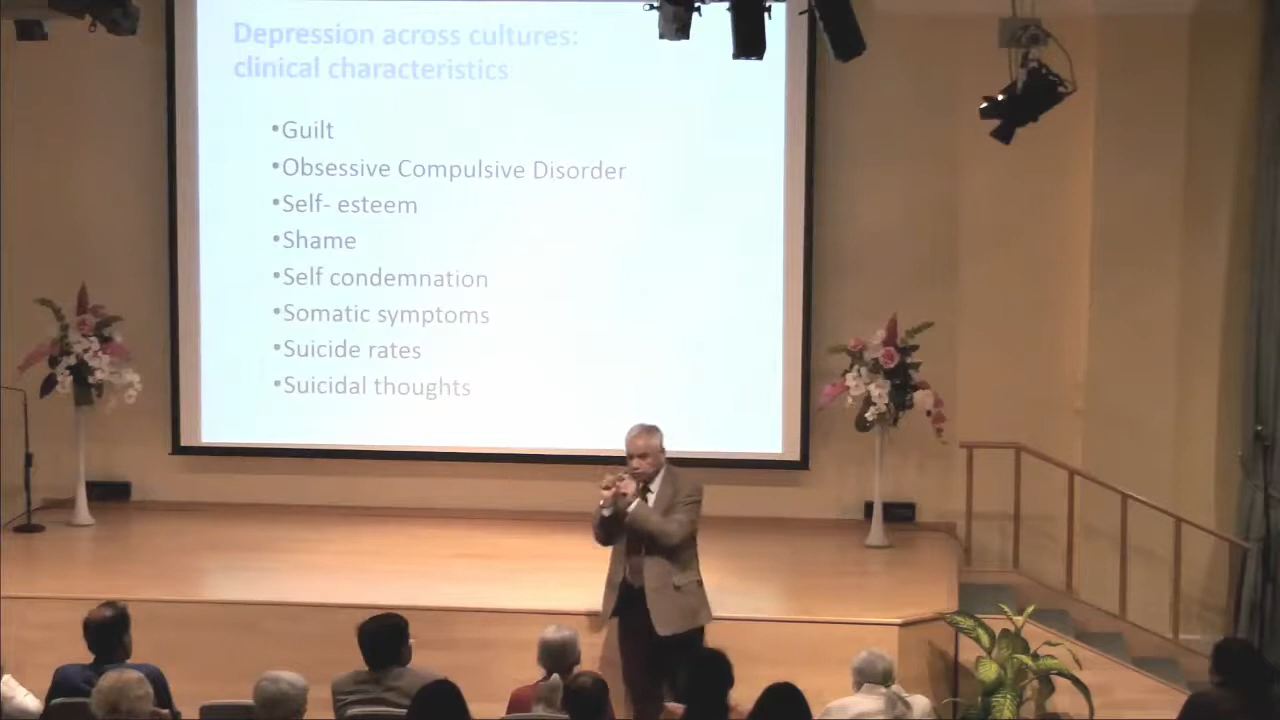 Depression across cultures:
clinical characteristics
•Guilt
•Obsessive Compulsive Disorder
•Self- esteem
•Shame
•Self condemnation
•Somatic symptoms
•Suicide rates
•Suicidal thoughts